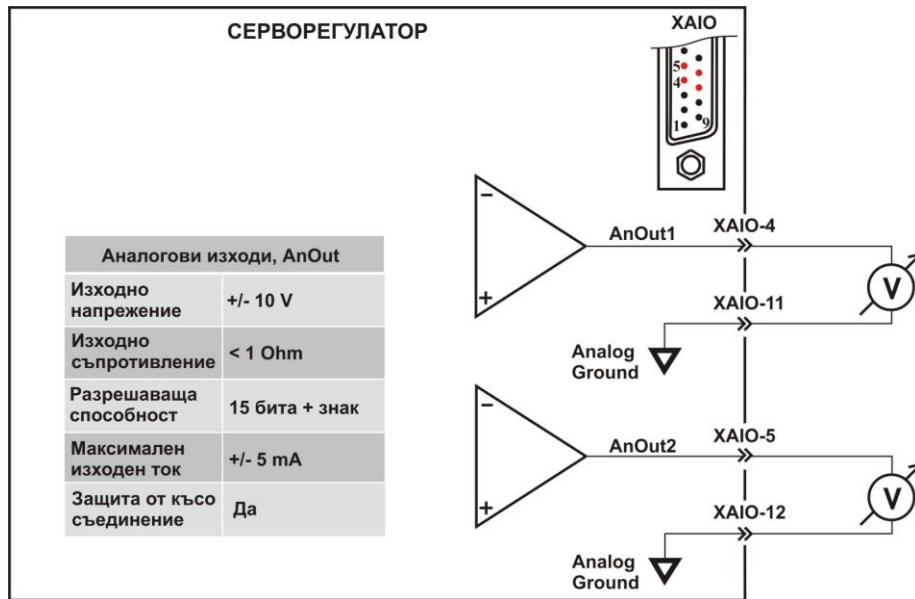 СЕРВОРЕГУЛАТОР
XAIO
5
4
1
9
-
+
AnOut1
XAIO-4
V
XAIO-11
Analog
Ground
-
+
AnOut2
XAIO-5
V
XAIO-12
Analog
Ground
Аналогови изходи, AnOut
Изходно
напрежение
+/- 10 V
Изходно
съпротивление
< 1 Ohm
Разрешаваща
способност
15 бита + знак
Максимален
изходен ток
+/- 5 mA
Защита от късо
съединение
Да